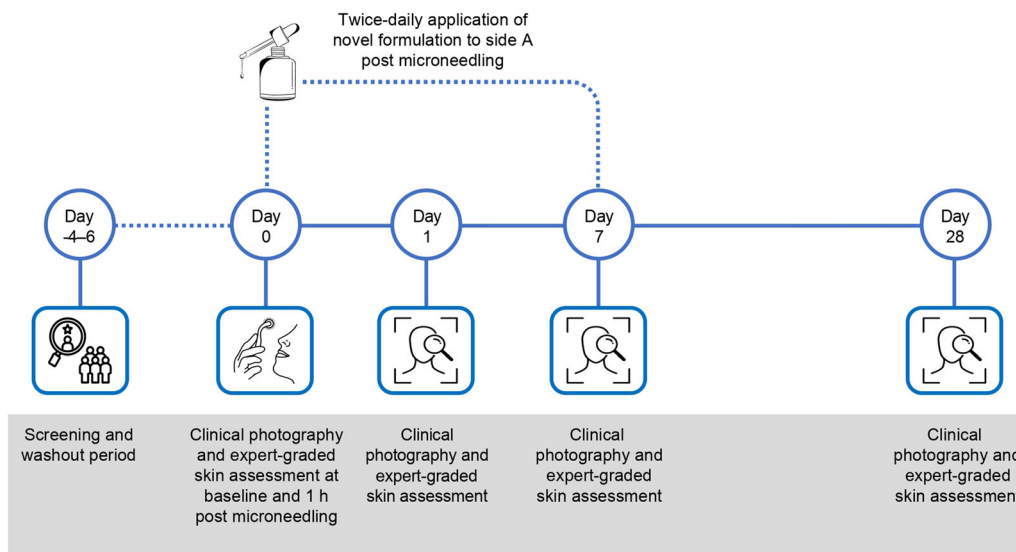 Twice-daily application of
novel formulation to side A
post microneedling
Day
-4–6
Day
0
Day
1
Day
7
Day
28
Screening and
washout period
Clinical photography
and expert-graded
skin assessment at
baseline and 1 h
post microneedling
Clinical
photography and
expert-graded
skin assessment
Clinical
photography and
expert-graded
skin assessment
Clinical
photography and
expert-graded
skin assessment